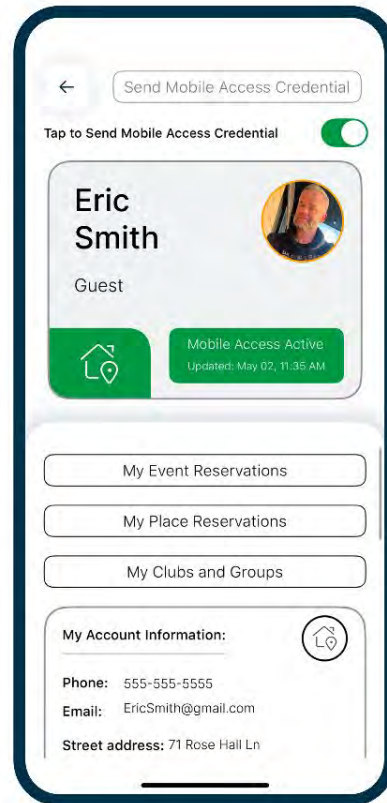 Send Mobile Access Credential
Tap to Send Mobile Access Credential
Eric
Smith
Guest
Mobile Access Active
Updated: May 02, 11:35 AM
My Event Reservations
My Place Reservations
My Clubs and Groups
My Account Information:
Phone: 555-555-5555
Email: EricSmith@gmail.com
Street address: 71 Rose Hall Ln